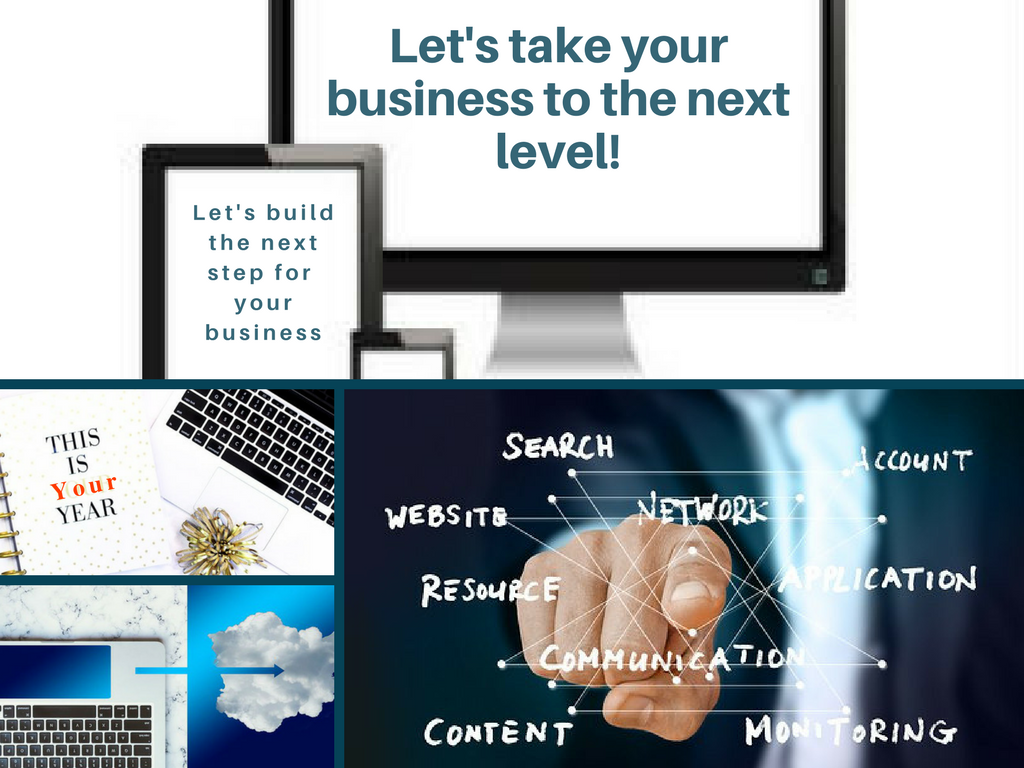 Let's take your
business to the next
level!
Let's build
the next
step for
your
business
THIS
IS
Your
YEAR
SEARCH
ACCOUNT
WEBSITE
NETWORK
RESOURCE
APPLICATION
COMMUNICATION
CONTENT
MONITORING